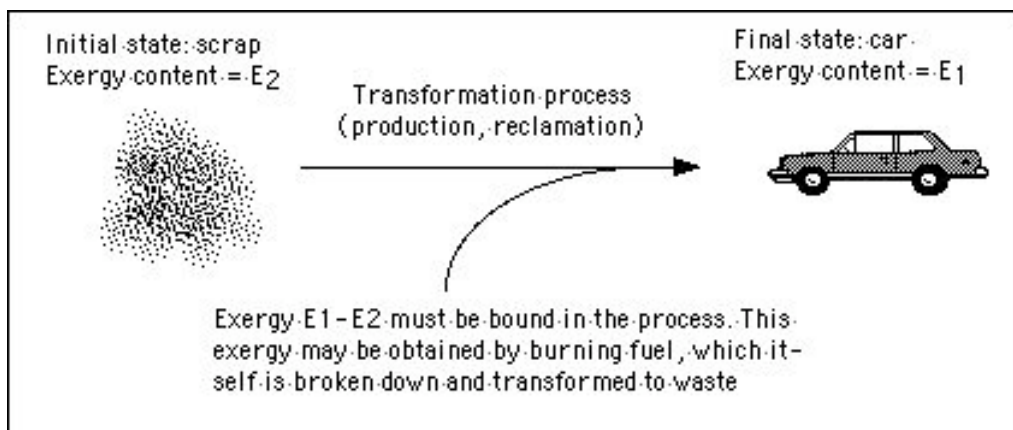 Initial state: scrap
Exergy content = E2
Final state: car
Exergy content = E1
Transformation process
(production, reclamation)
Exergy E1-E2 must be bound in the process. This
exergy may be obtained by burning fuel, which it-
self is broken down and transformed to waste